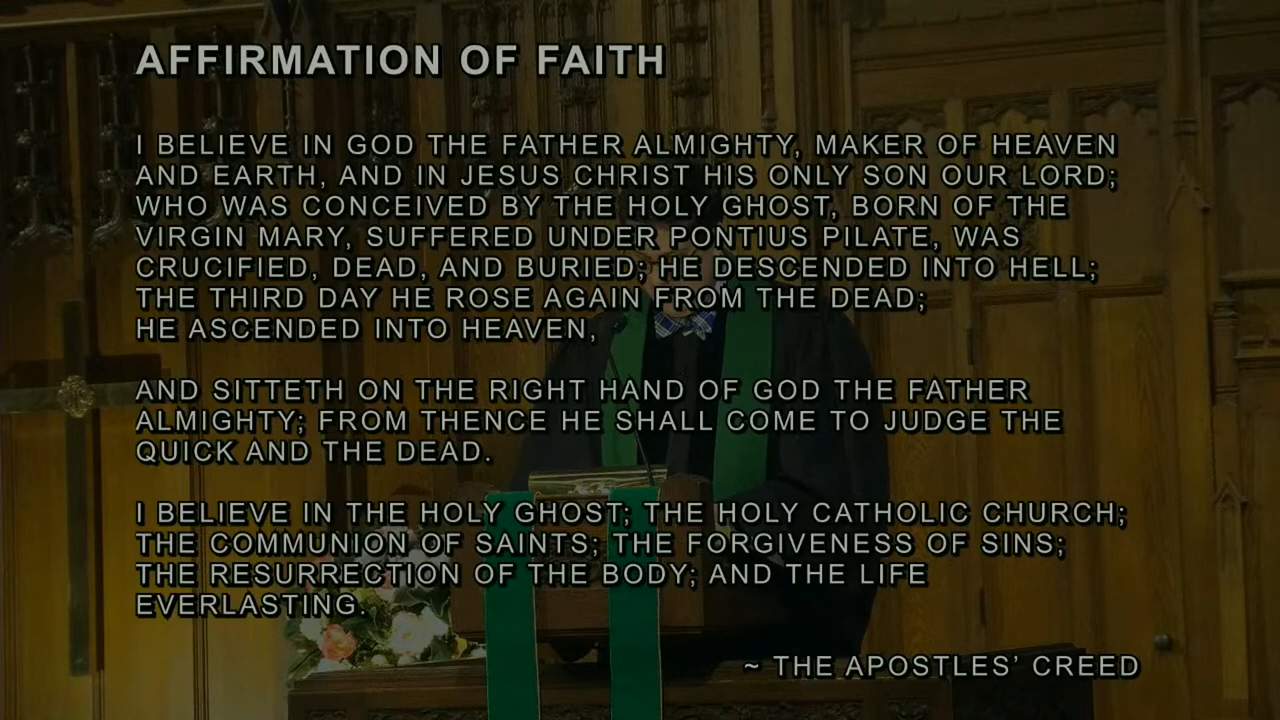 AFFIRMATION OF FAITH
I BELIEVE IN GOD THE FATHER ALMIGHTY, MAKER OF HEAVEN
AND EARTH, AND IN JESUS CHRIST HIS ONLY SON OUR LORD;
WHO WAS CONCEIVED BY THE HOLY GHOST, BORN OF THE
VIRGIN MARY, SUFFERED UNDER PONTIUS PILATE, WAS
CRUCIFIED, DEAD, AND BURIED; HE DESCENDED INTO HELL;
THE THIRD DAY HE ROSE AGAIN FROM THE DEAD;
HE ASCENDED INTO HEAVEN,
AND SITTETH ON THE RIGHT HAND OF GOD THE FATHER
ALMIGHTY; FROM THENCE HE SHALL COME TO JUDGE THE
QUICK AND THE DEAD.
I BELIEVE IN THE HOLY GHOST; THE HOLY CATHOLIC CHURCH;
THE COMMUNION OF SAINTS; THE FORGIVENESS OF SINS;
THE RESURRECTION OF THE BODY; AND THE LIFE
EVERLASTING.
~ THE APOSTLES’ CREED